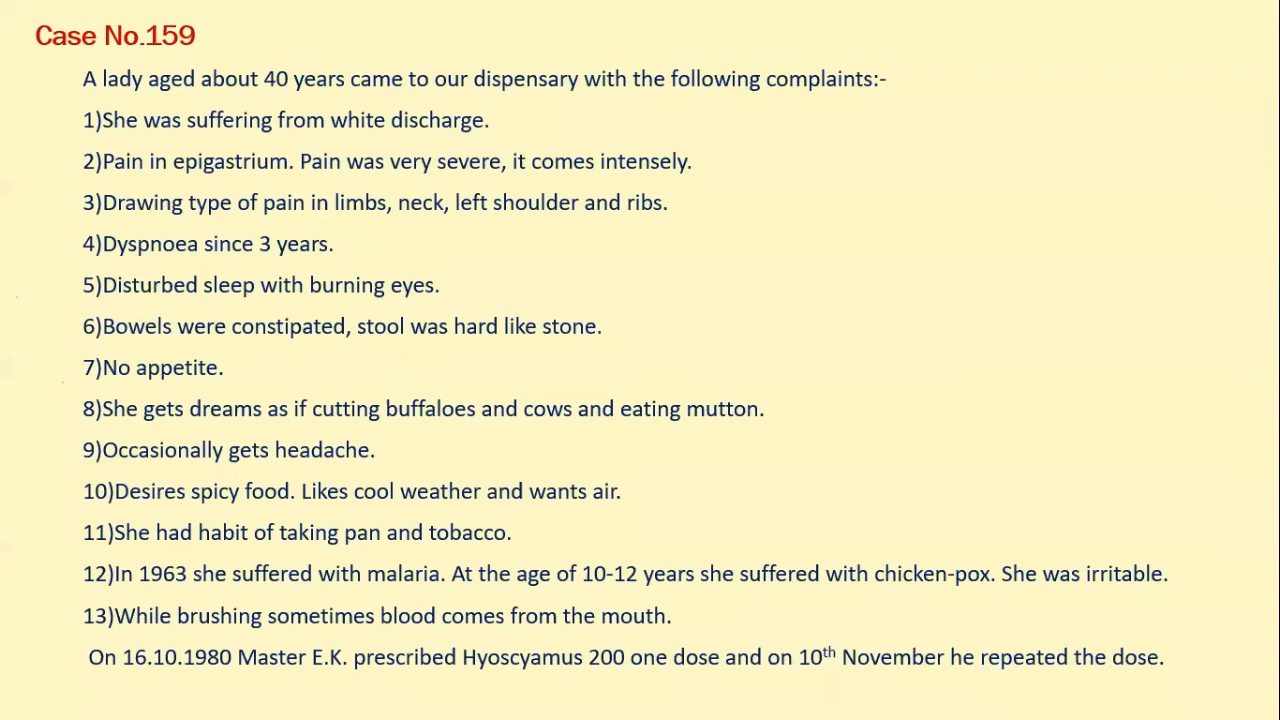 Case No.159
A lady aged about 40 years came to our dispensary with the following complaints:-
1)She was suffering from white discharge.
2)Pain in epigastrium. Pain was very severe, it comes intensely.
3)Drawing type of pain in limbs, neck, left shoulder and ribs.
4)Dyspnoea since 3 years.
5)Disturbed sleep with burning eyes.
6)Bowels were constipated, stool was hard like stone.
7)No appetite.
8)She gets dreams as if cutting buffaloes and cows and eating mutton.
9)Occasionally gets headache.
10)Desires spicy food. Likes cool weather and wants air.
11)She had habit of taking pan and tobacco.
12)In 1963 she suffered with malaria. At the age of 10-12 years she suffered with chicken-pox. She was irritable.
13)While brushing sometimes blood comes from the mouth.
On 16.10.1980 Master E.K. prescribed Hyoscyamus 200 one dose and on 10th November he repeated the dose.